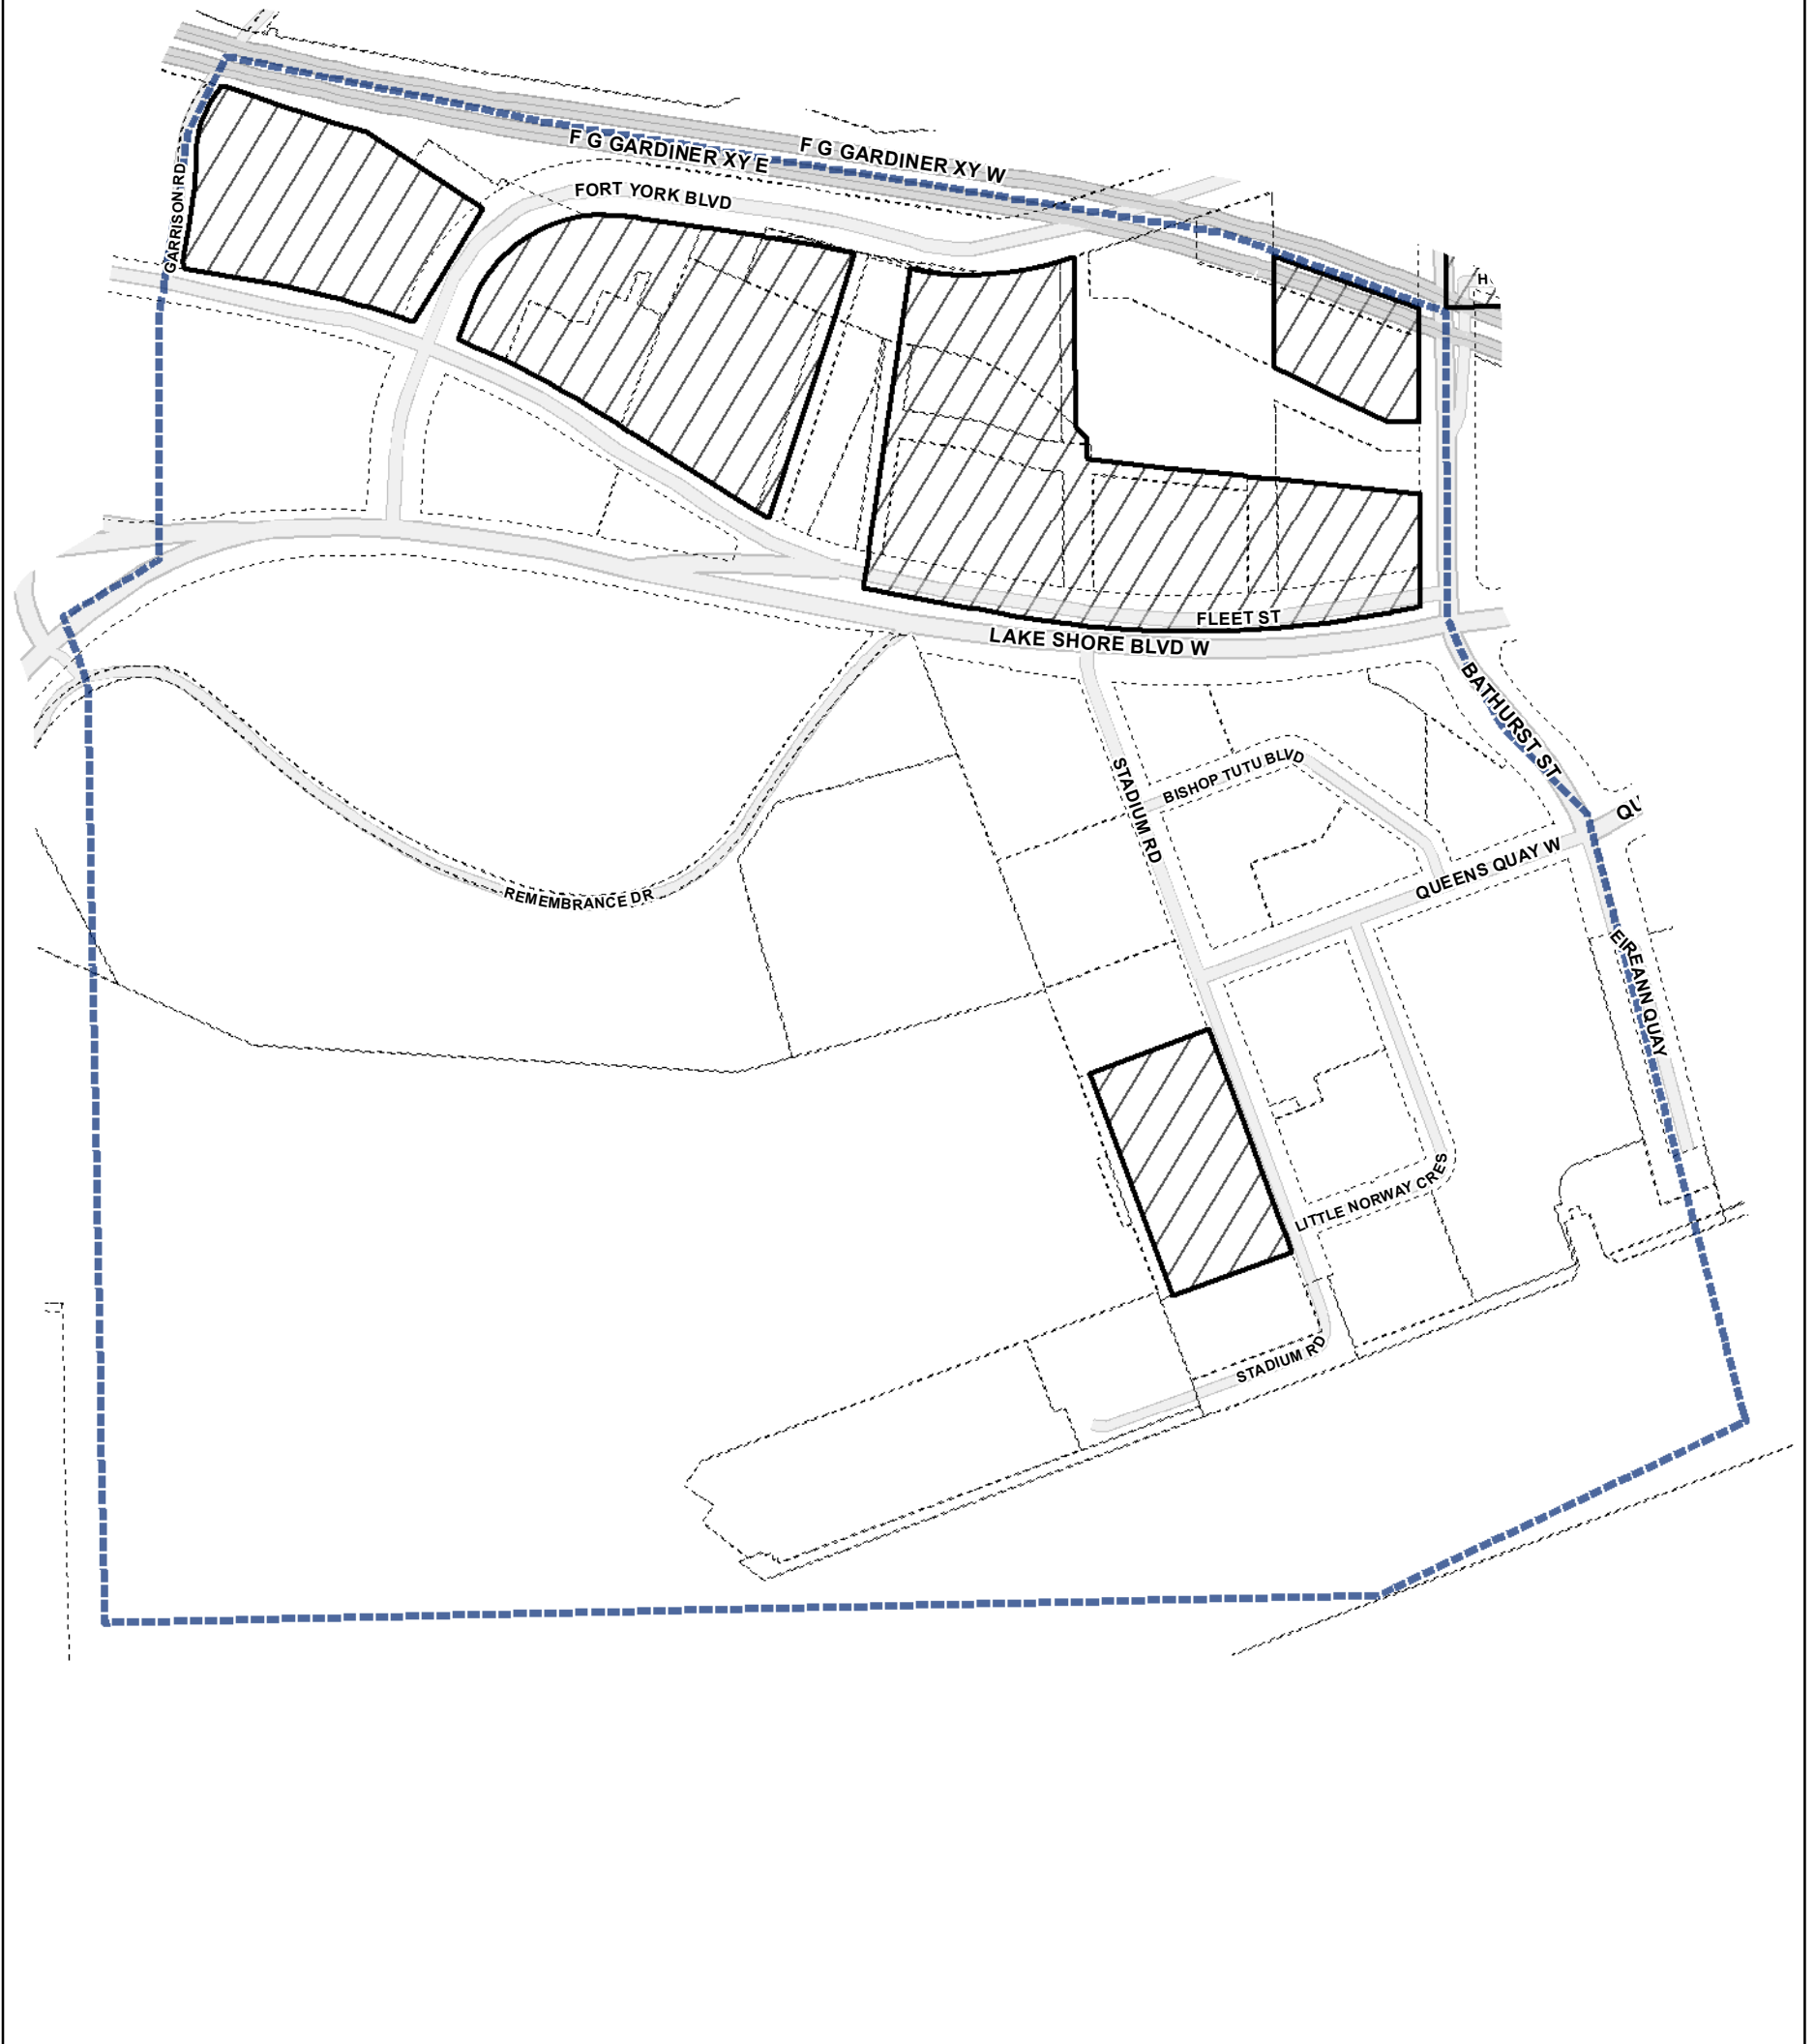 F G GARDINER XY E
F G GARDINER XY W
FORT YORK BLVD
GARRISON RD
H
FLEET ST
LAKE SHORE BLVD W
BATHURST ST
STADIUM RD
BISHOP TUTU BLVD
QU
QUEENS QUAY W
REMEMBRANCE DR
EIREANN QUAY
LITTLE NORWAY CRES
STADIUM RD